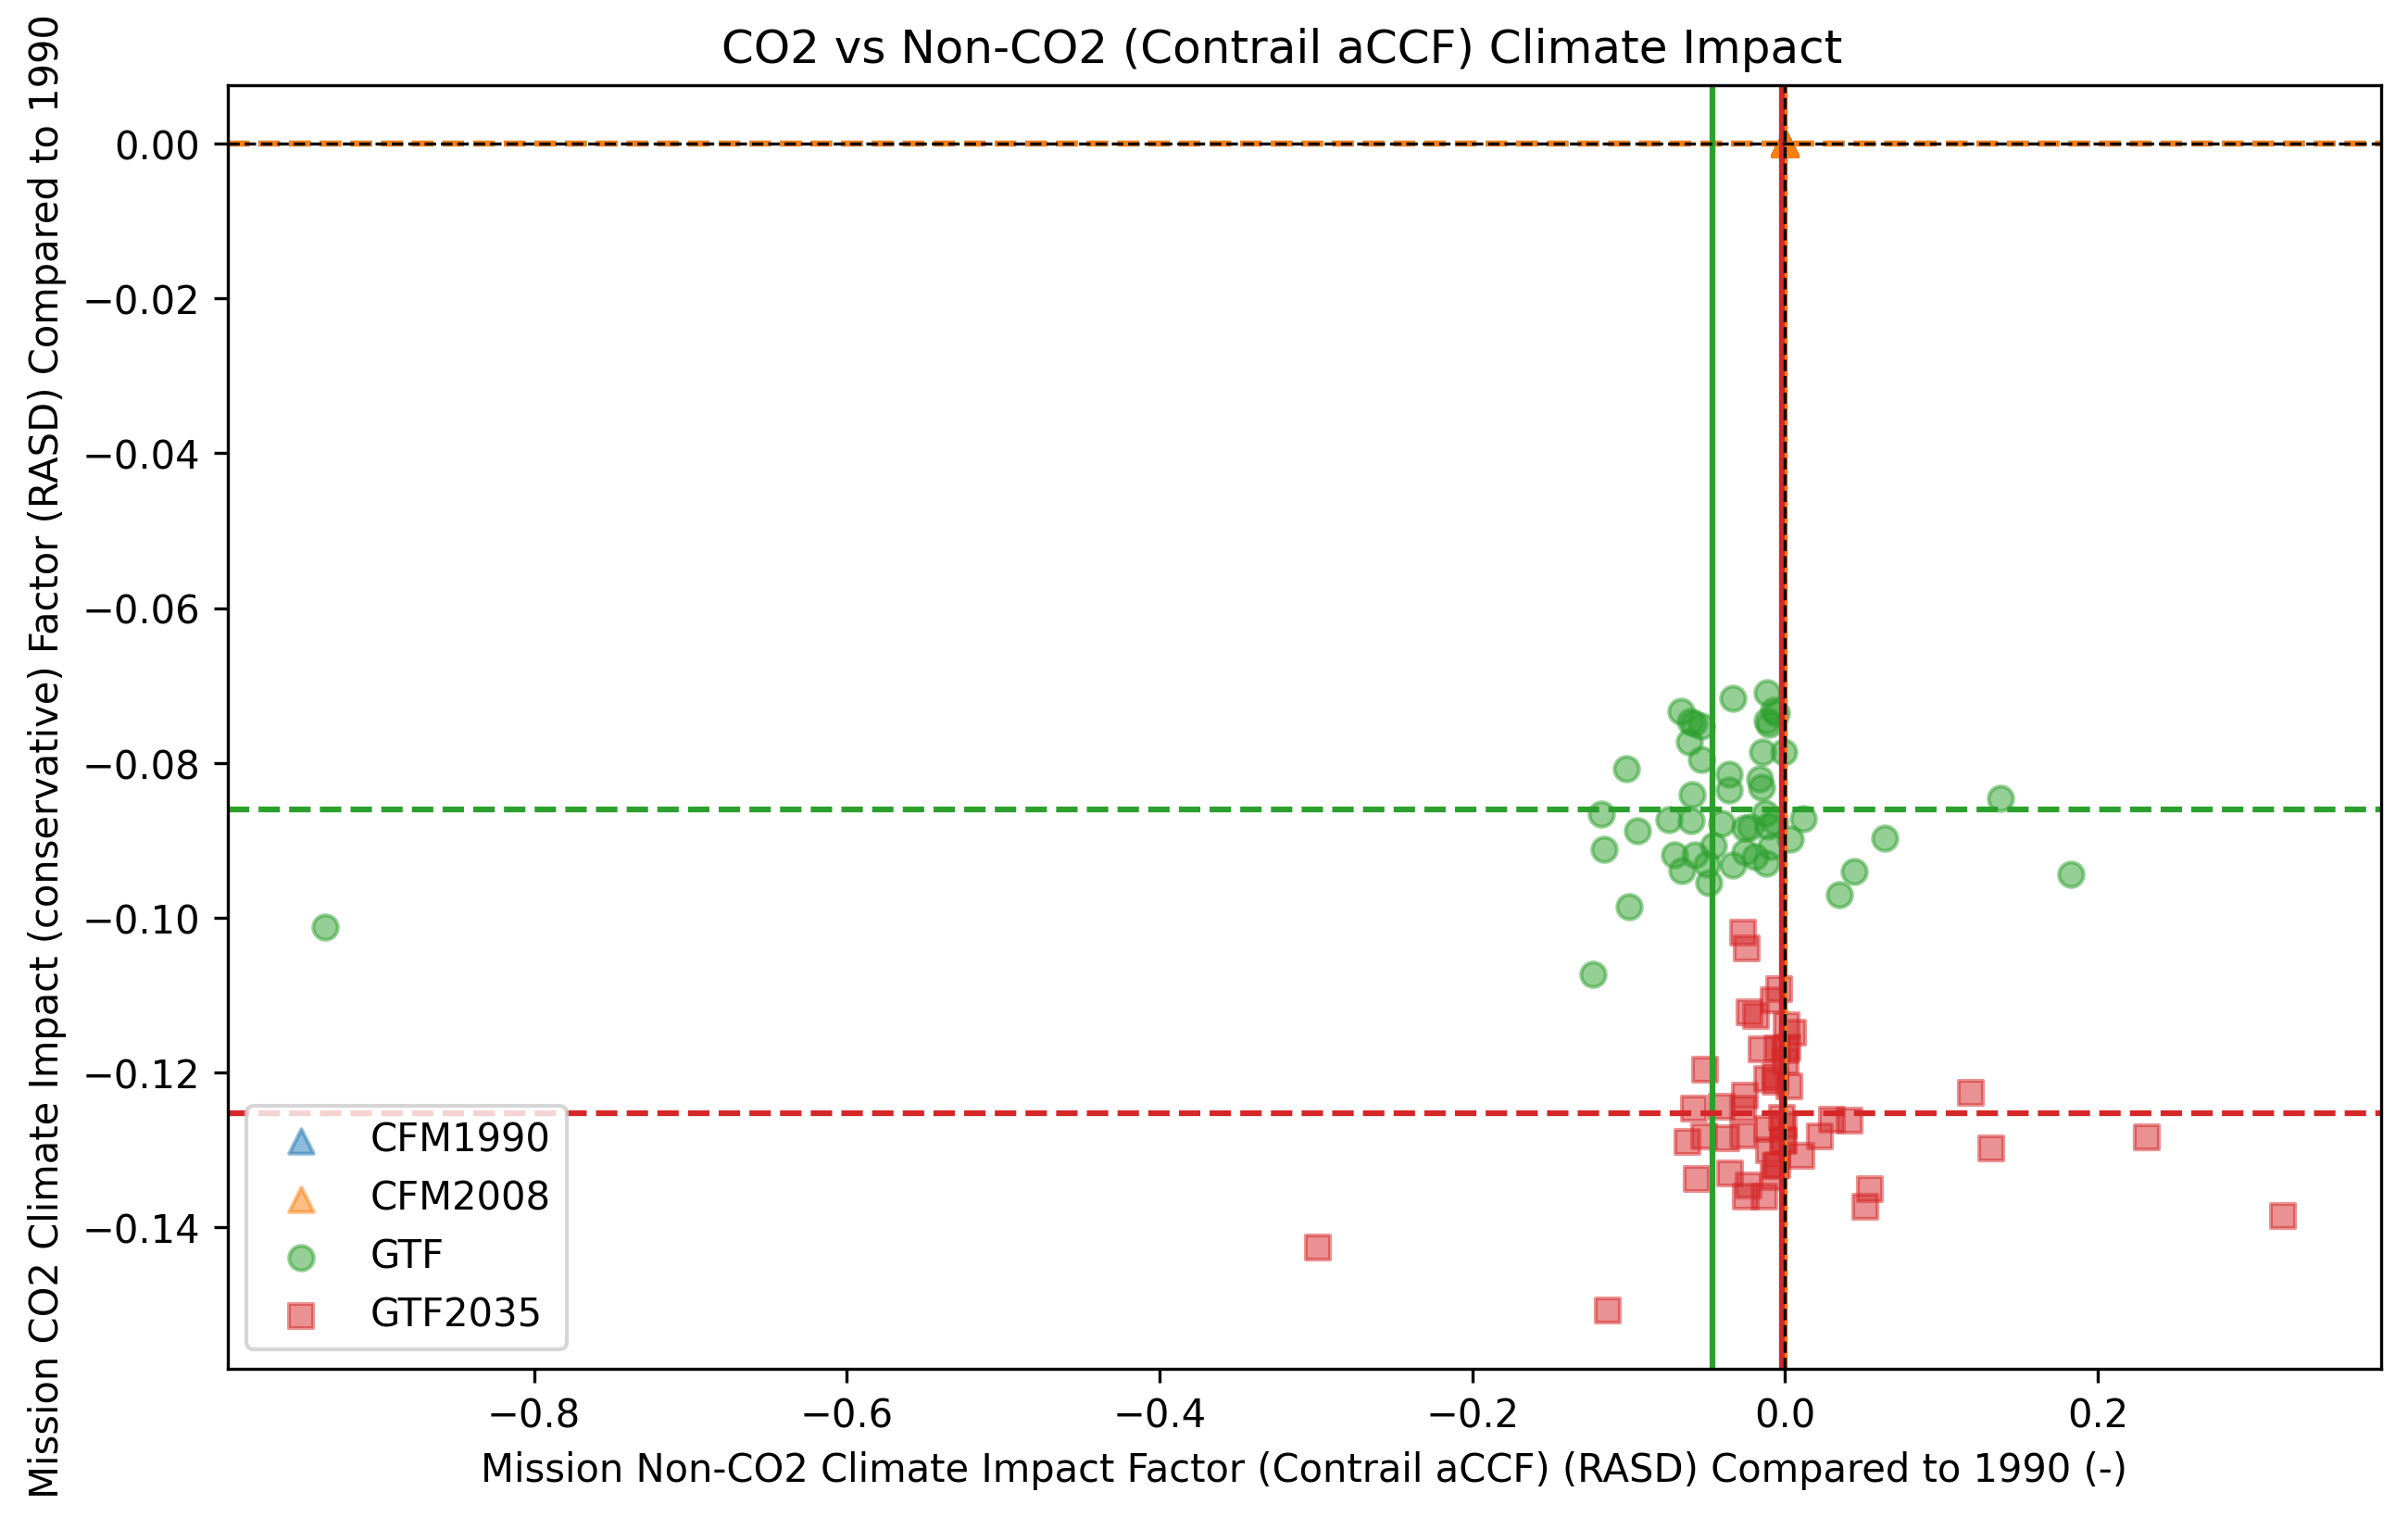 CO2 vs Non-CO2 (Contrail aCCF) Climate Impact
Mission CO2 Climate Impact (conservative) Factor (RASD) Compared to 1990
0.00
−0.02
−0.04
−0.06
−0.08
−0.10
−0.12
−0.14
CFM1990
CFM2008
GTF
GTF2035
−0.8
−0.6
−0.4
−0.2
0.0
0.2
Mission Non-CO2 Climate Impact Factor (Contrail aCCF) (RASD) Compared to 1990 (-)